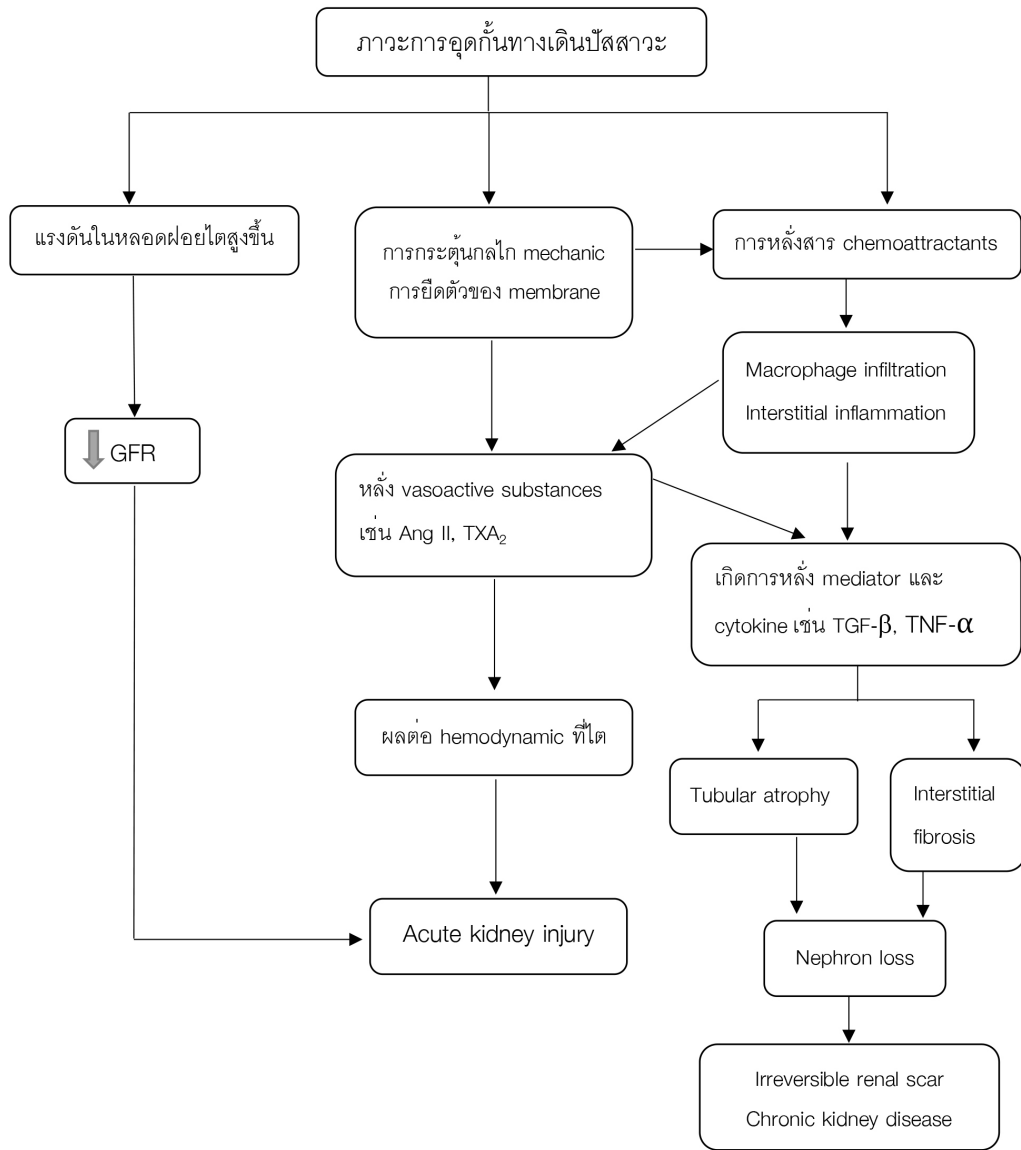 ภาวะการอุดกั้นทางเดินปัสสาวะ
แรงดันในหลอดฝอยไตสูงขึ้น
การกระตุ้นกลไก mechanic
การยืดตัวของ membrane
การหลั่งสาร chemoattractants
Macrophage infiltration
Interstitial inflammation
GFR
หลั่ง vasoactive substances
เช่น Ang II, TXA₂
เกิดการหลั่ง mediator และ
cytokine เช่น TGF-β, TNF-α
ผลต่อ hemodynamic ที่ไต
Tubular atrophy
Interstitial
fibrosis
Acute kidney injury
Nephron loss
Irreversible renal scar
Chronic kidney disease